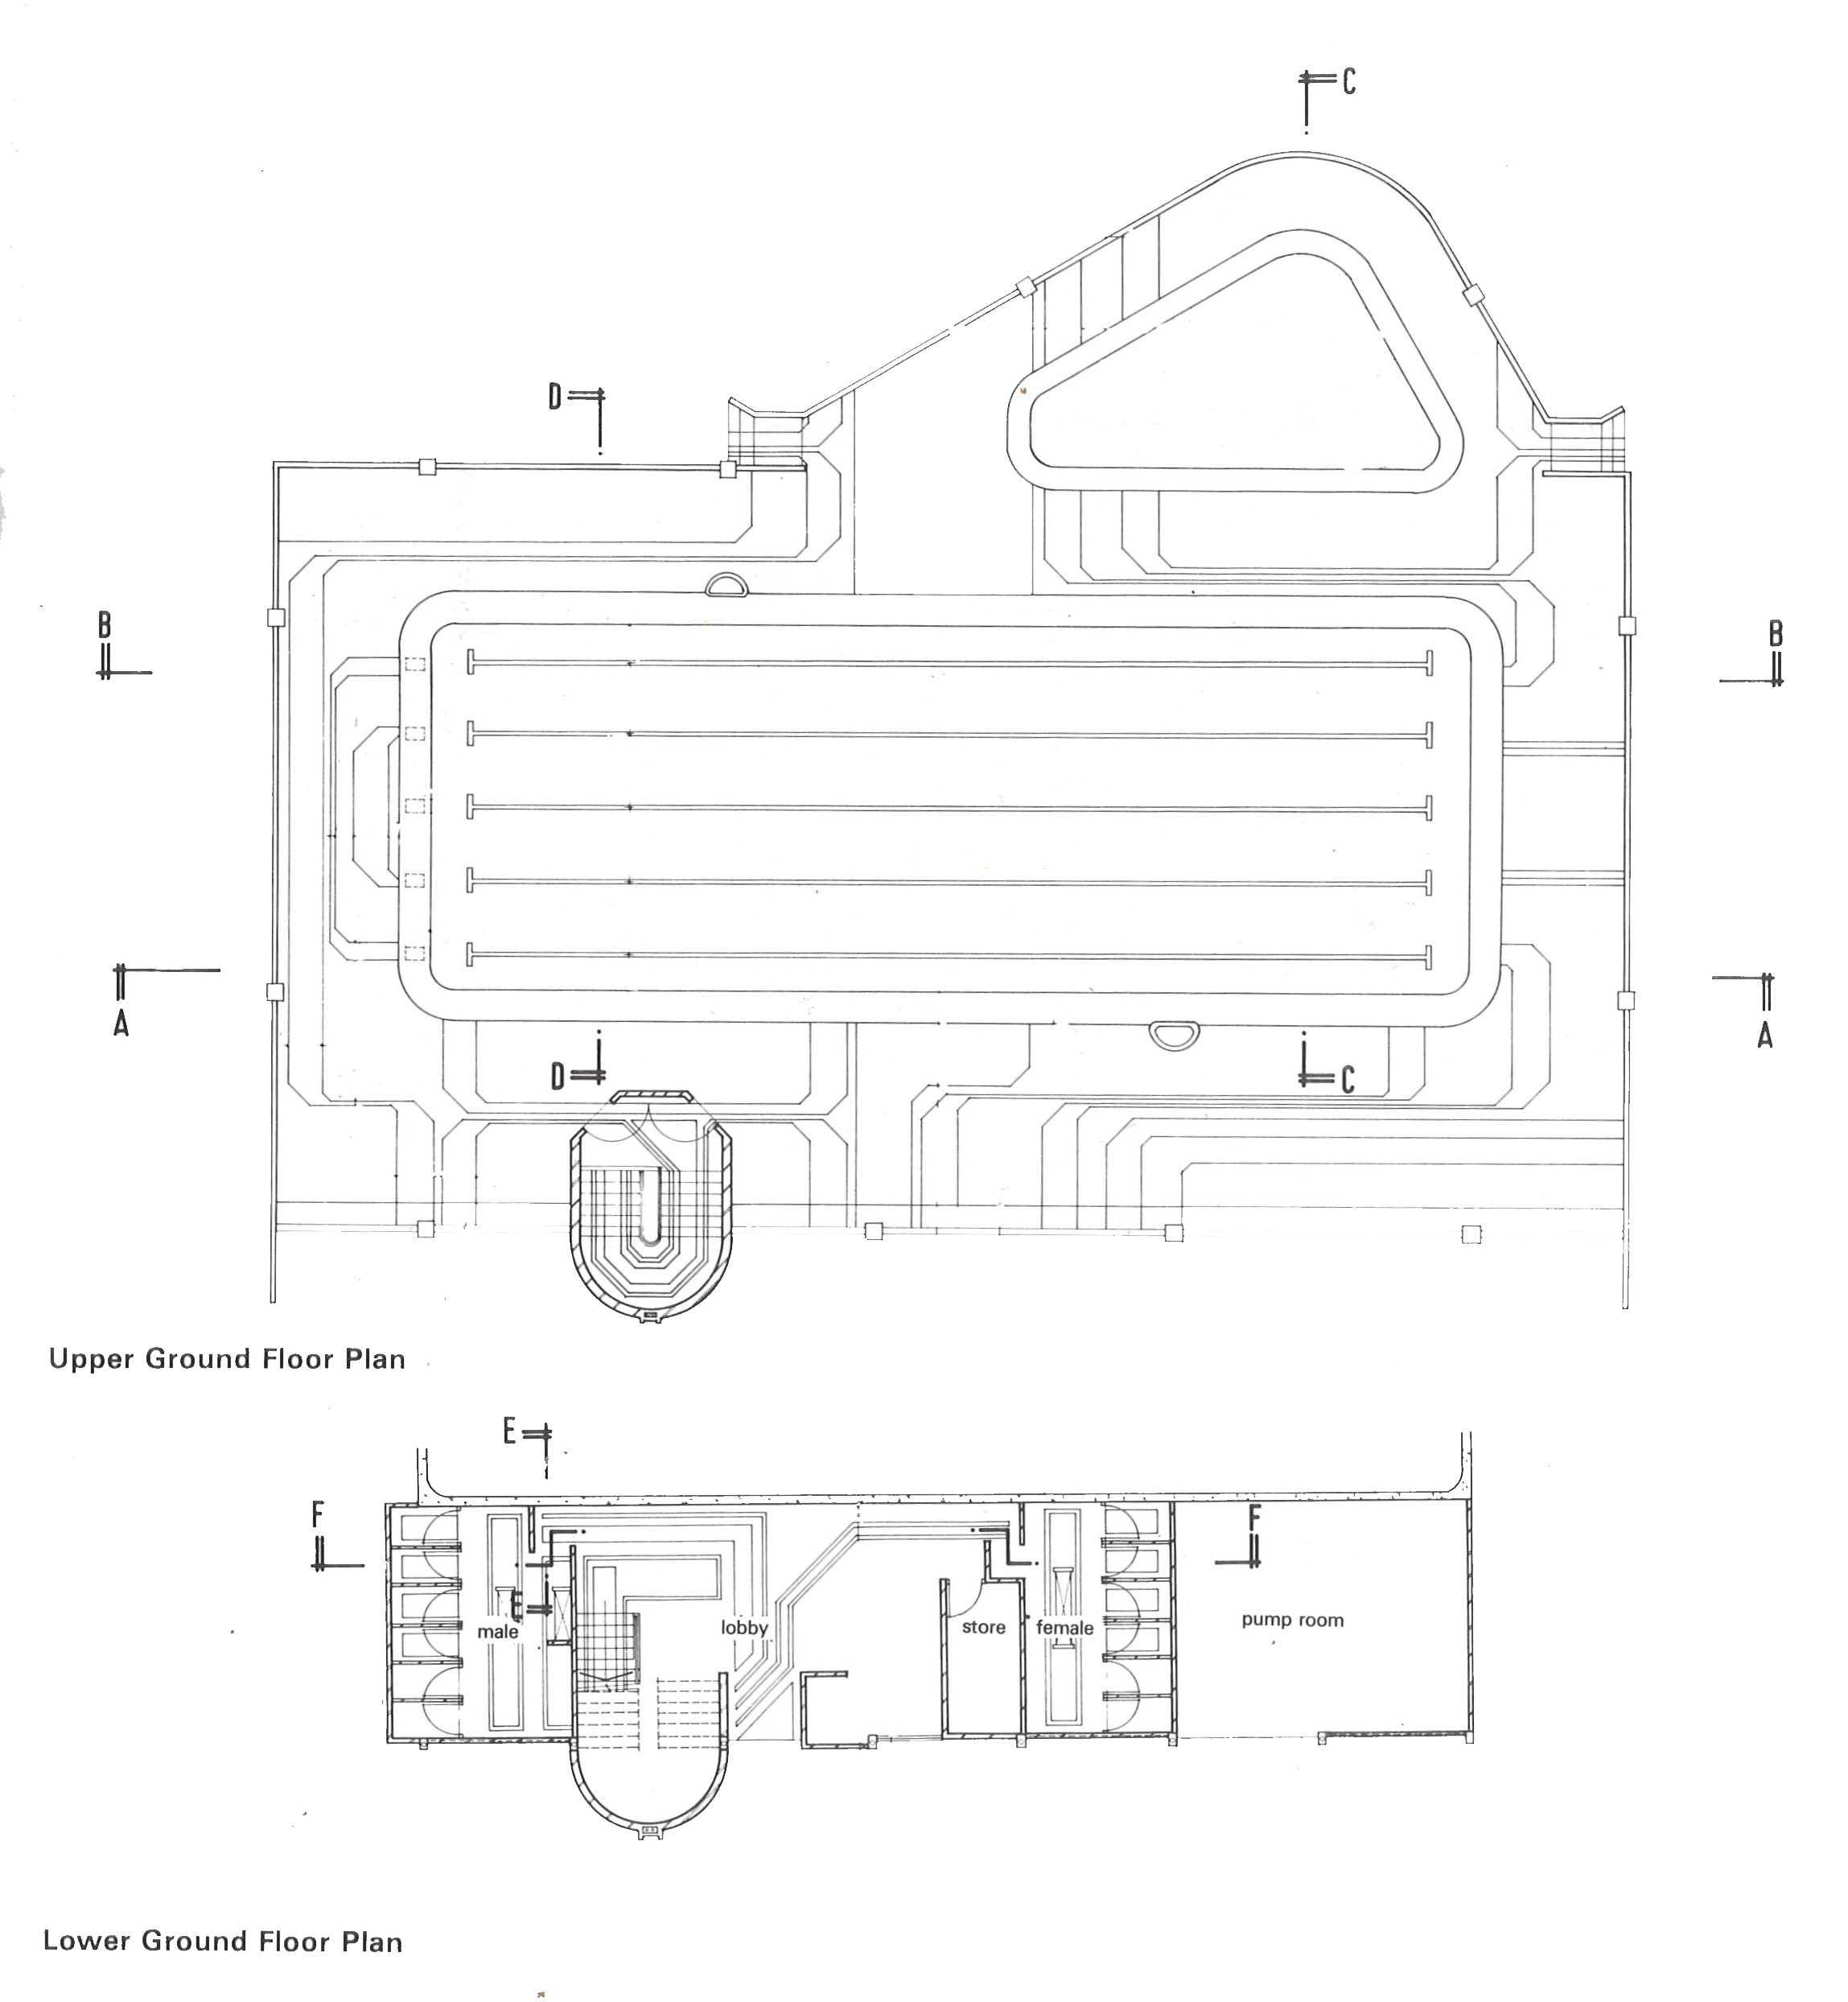 C
D
B
B
A
A
D
C
Upper Ground Floor Plan
E
F
F
E
male
lobby
store
female
pump room
Lower Ground Floor Plan